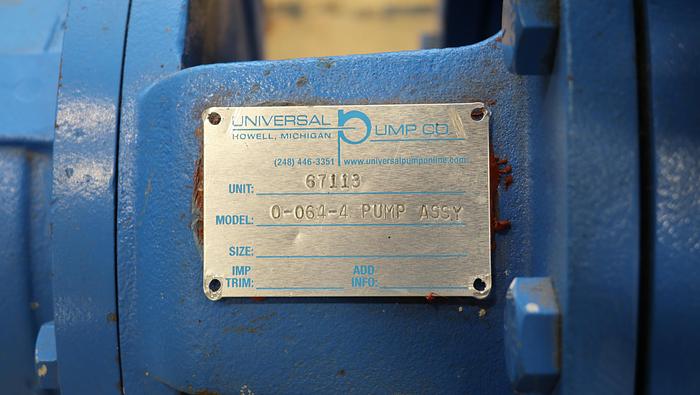 UNIVERSAL PUMP CO.
HOWELL, MICHIGAN
(248) 446-3351 www.universalpumponline.com
UNIT: 67113
MODEL: O-064-4 PUMP ASSY
SIZE:
IMP TRIM: ADD INFO: